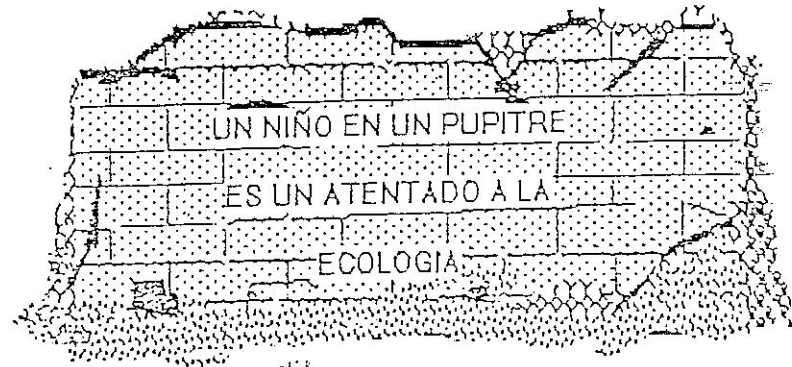 UN NIÑO EN UN PUPITRE
ES UN ATENTADO A LA
ECOLOGIA